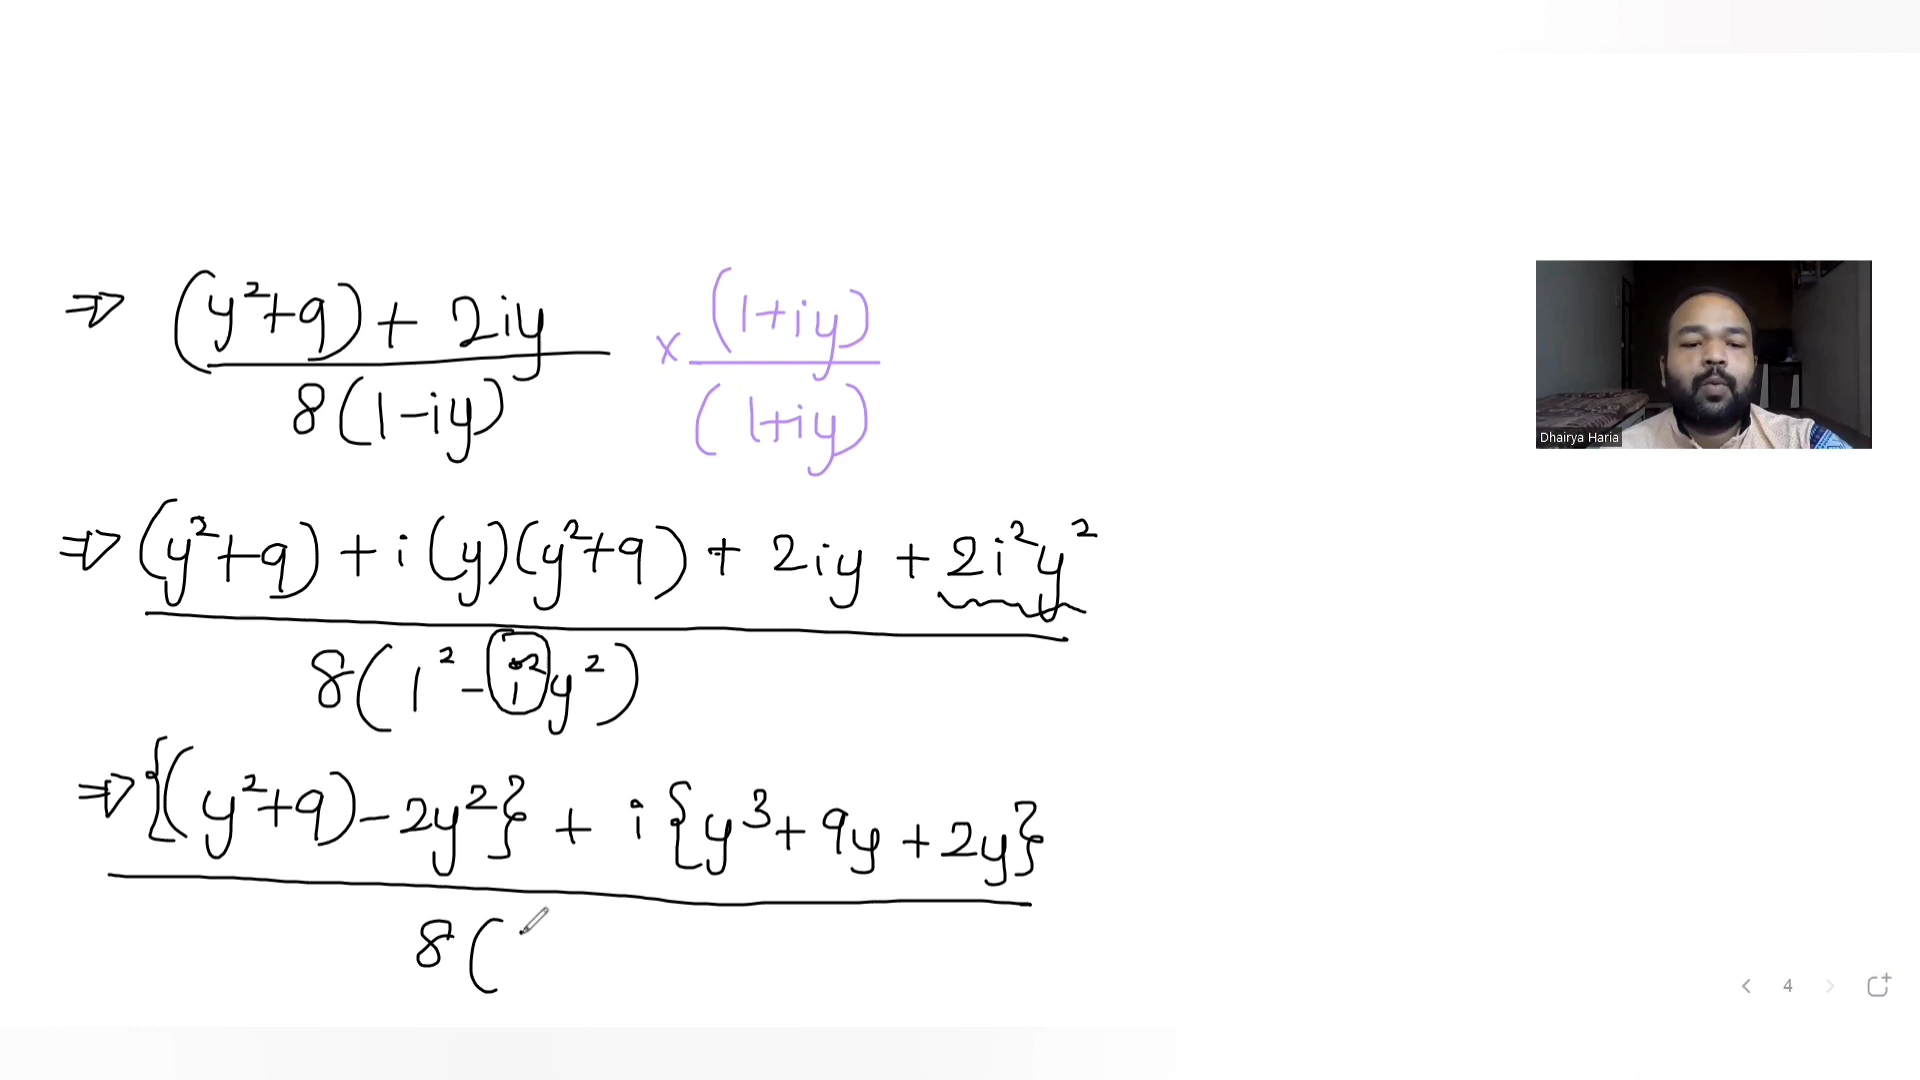 ⇒ (y²+9) + 2iy × (1+iy)
8(1-iy) (1+iy)
⇒ (y²+9) + i(y)(y²+9) + 2iy + 2i²y²
8(1² - i²y²)
⇒ {(y²+9) - 2y²} + i{y³ + 9y + 2y}
8(
Dhairya Haria
4